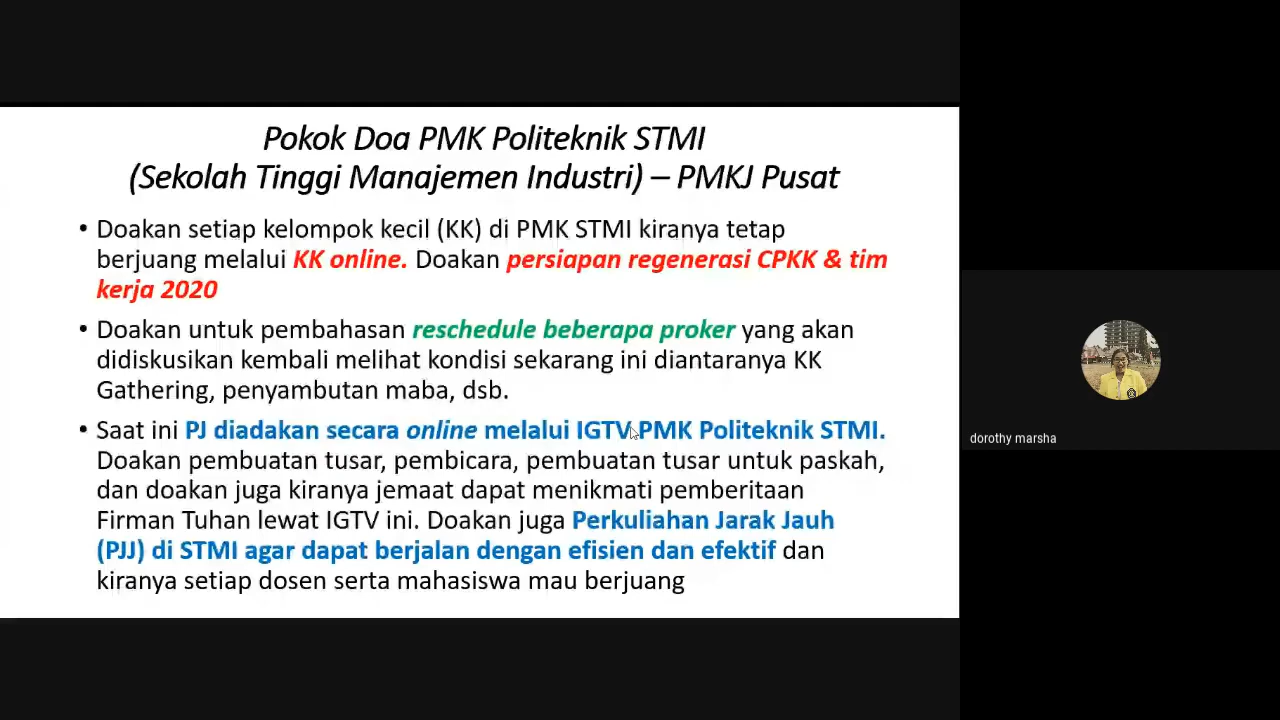 Pokok Doa PMK Politeknik STMI
(Sekolah Tinggi Manajemen Industri) – PMKJ Pusat
• Doakan setiap kelompok kecil (KK) di PMK STMI kiranya tetap
berjuang melalui KK online. Doakan persiapan regenerasi CPKK & tim
kerja 2020
• Doakan untuk pembahasan reschedule beberapa proker yang akan
didiskusikan kembali melihat kondisi sekarang ini diantaranya KK
Gathering, penyambutan maba, dsb.
• Saat ini PJ diadakan secara online melalui IGTV PMK Politeknik STMI.
Doakan pembuatan tusar, pembicara, pembuatan tusar untuk paskah,
dan doakan juga kiranya jemaat dapat menikmati pemberitaan
Firman Tuhan lewat IGTV ini. Doakan juga Perkuliahan Jarak Jauh
(PJJ) di STMI agar dapat berjalan dengan efisien dan efektif dan
kiranya setiap dosen serta mahasiswa mau berjuang
dorothy marsha